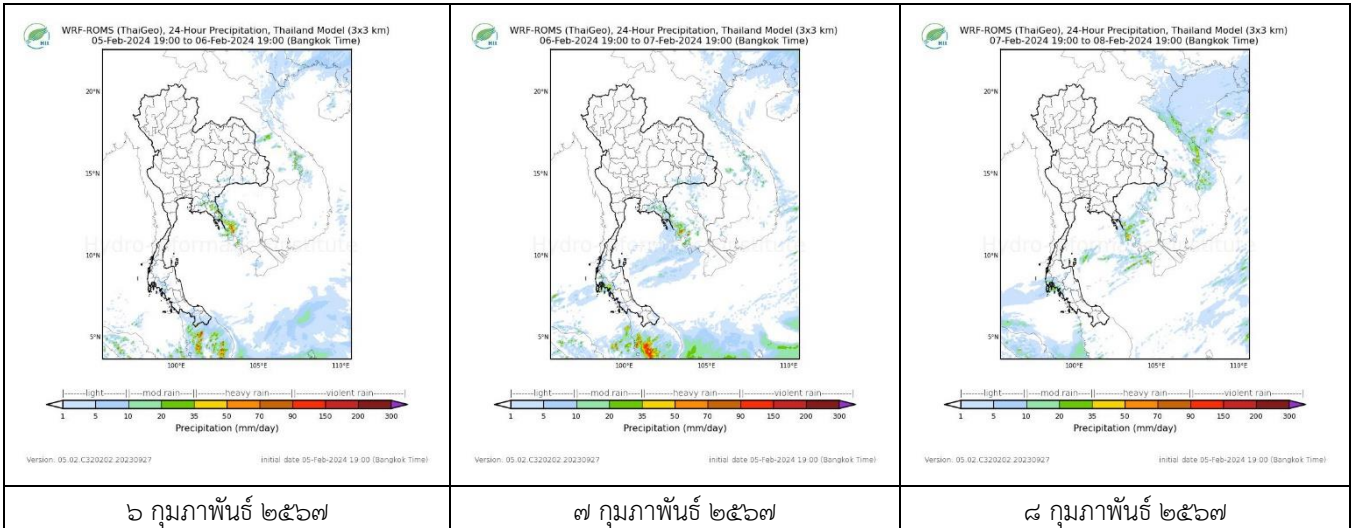 WRF-ROMS (ThaiGeo), 24-Hour Precipitation, Thailand Model (3x3 km)
05-Feb-2024 19:00 to 06-Feb-2024 19:00 (Bangkok Time)
20°N
15°N
10°N
5°N
100°E 105°E 110°E
Hydro-Informatics Institute
light mod rain heavy rain violent rain
1 5 10 20 35 50 70 90 150 200 300
Precipitation (mm/day)
Version: 05.02.C320202.20230927 initial date 05-Feb-2024 19:00 (Bangkok Time)
๖ กุมภาพันธ์ ๒๕๖๗
WRF-ROMS (ThaiGeo), 24-Hour Precipitation, Thailand Model (3x3 km)
06-Feb-2024 19:00 to 07-Feb-2024 19:00 (Bangkok Time)
20°N
15°N
10°N
5°N
100°E 105°E 110°E
Hydro-Informatics Institute
light mod rain heavy rain violent rain
1 5 10 20 35 50 70 90 150 200 300
Precipitation (mm/day)
Version: 05.02.C320202.20230927 initial date 05-Feb-2024 19:00 (Bangkok Time)
๗ กุมภาพันธ์ ๒๕๖๗
WRF-ROMS (ThaiGeo), 24-Hour Precipitation, Thailand Model (3x3 km)
07-Feb-2024 19:00 to 08-Feb-2024 19:00 (Bangkok Time)
20°N
15°N
10°N
5°N
100°E 105°E 110°E
Hydro-Informatics Institute
light mod rain heavy rain violent rain
1 5 10 20 35 50 70 90 150 200 300
Precipitation (mm/day)
Version: 05.02.C320202.20230927 initial date 05-Feb-2024 19:00 (Bangkok Time)
๘ กุมภาพันธ์ ๒๕๖๗